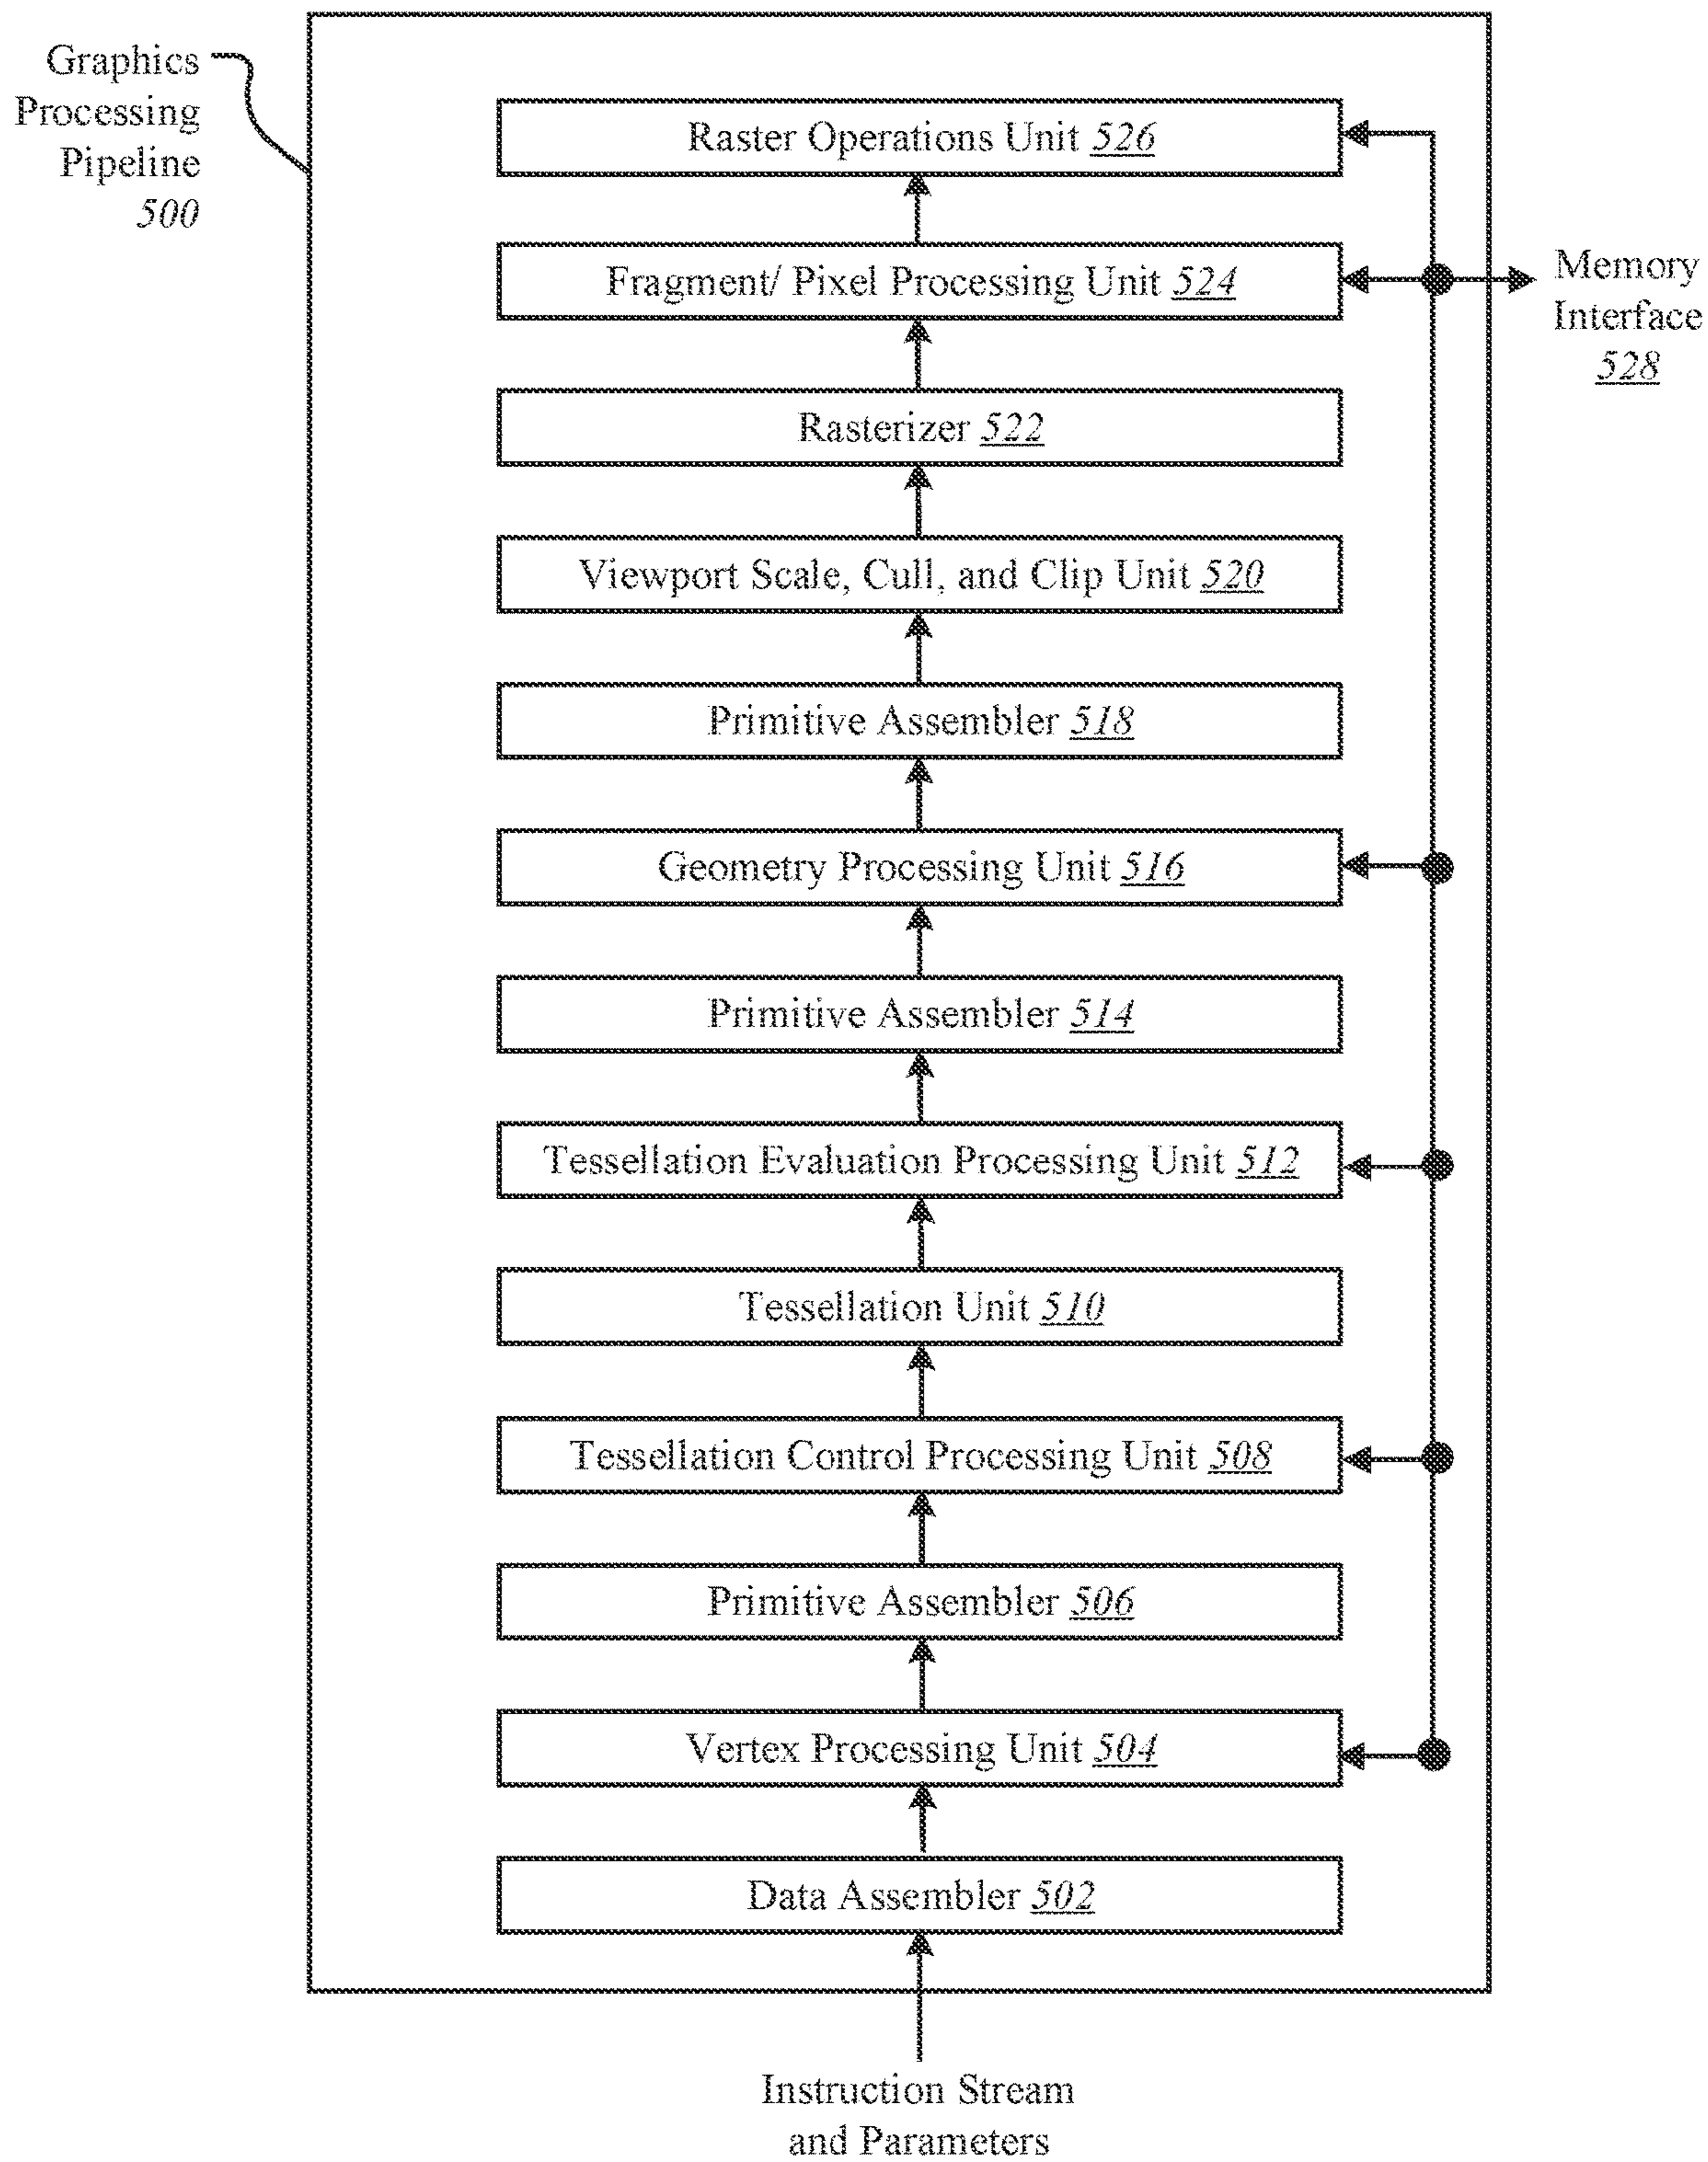 Graphics
Processing
Pipeline
500
Raster Operations Unit 526
Fragment/ Pixel Processing Unit 524
Memory
Interface
528
Rasterizer 522
Viewport Scale, Cull, and Clip Unit 520
Primitive Assembler 518
Geometry Processing Unit 516
Primitive Assembler 514
Tessellation Evaluation Processing Unit 512
Tessellation Unit 510
Tessellation Control Processing Unit 508
Primitive Assembler 506
Vertex Processing Unit 504
Data Assembler 502
Instruction Stream
and Parameters